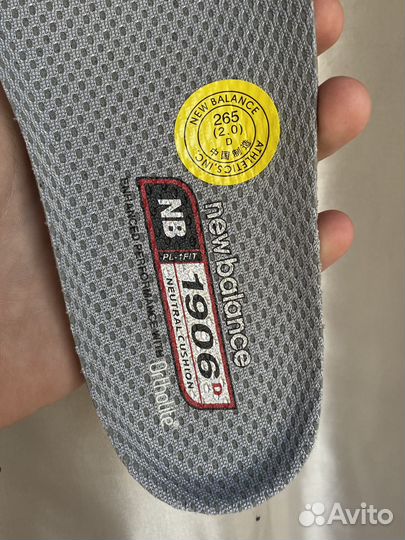 NEW BALANCE
265
(2.0)
D
中国制造
ATHLETICS, INC.
new balance
NB
PL-1FIT
1906 D
NEUTRAL CUSHION
ENHANCED PERFORMANCE WITH
Ortholite
Avito